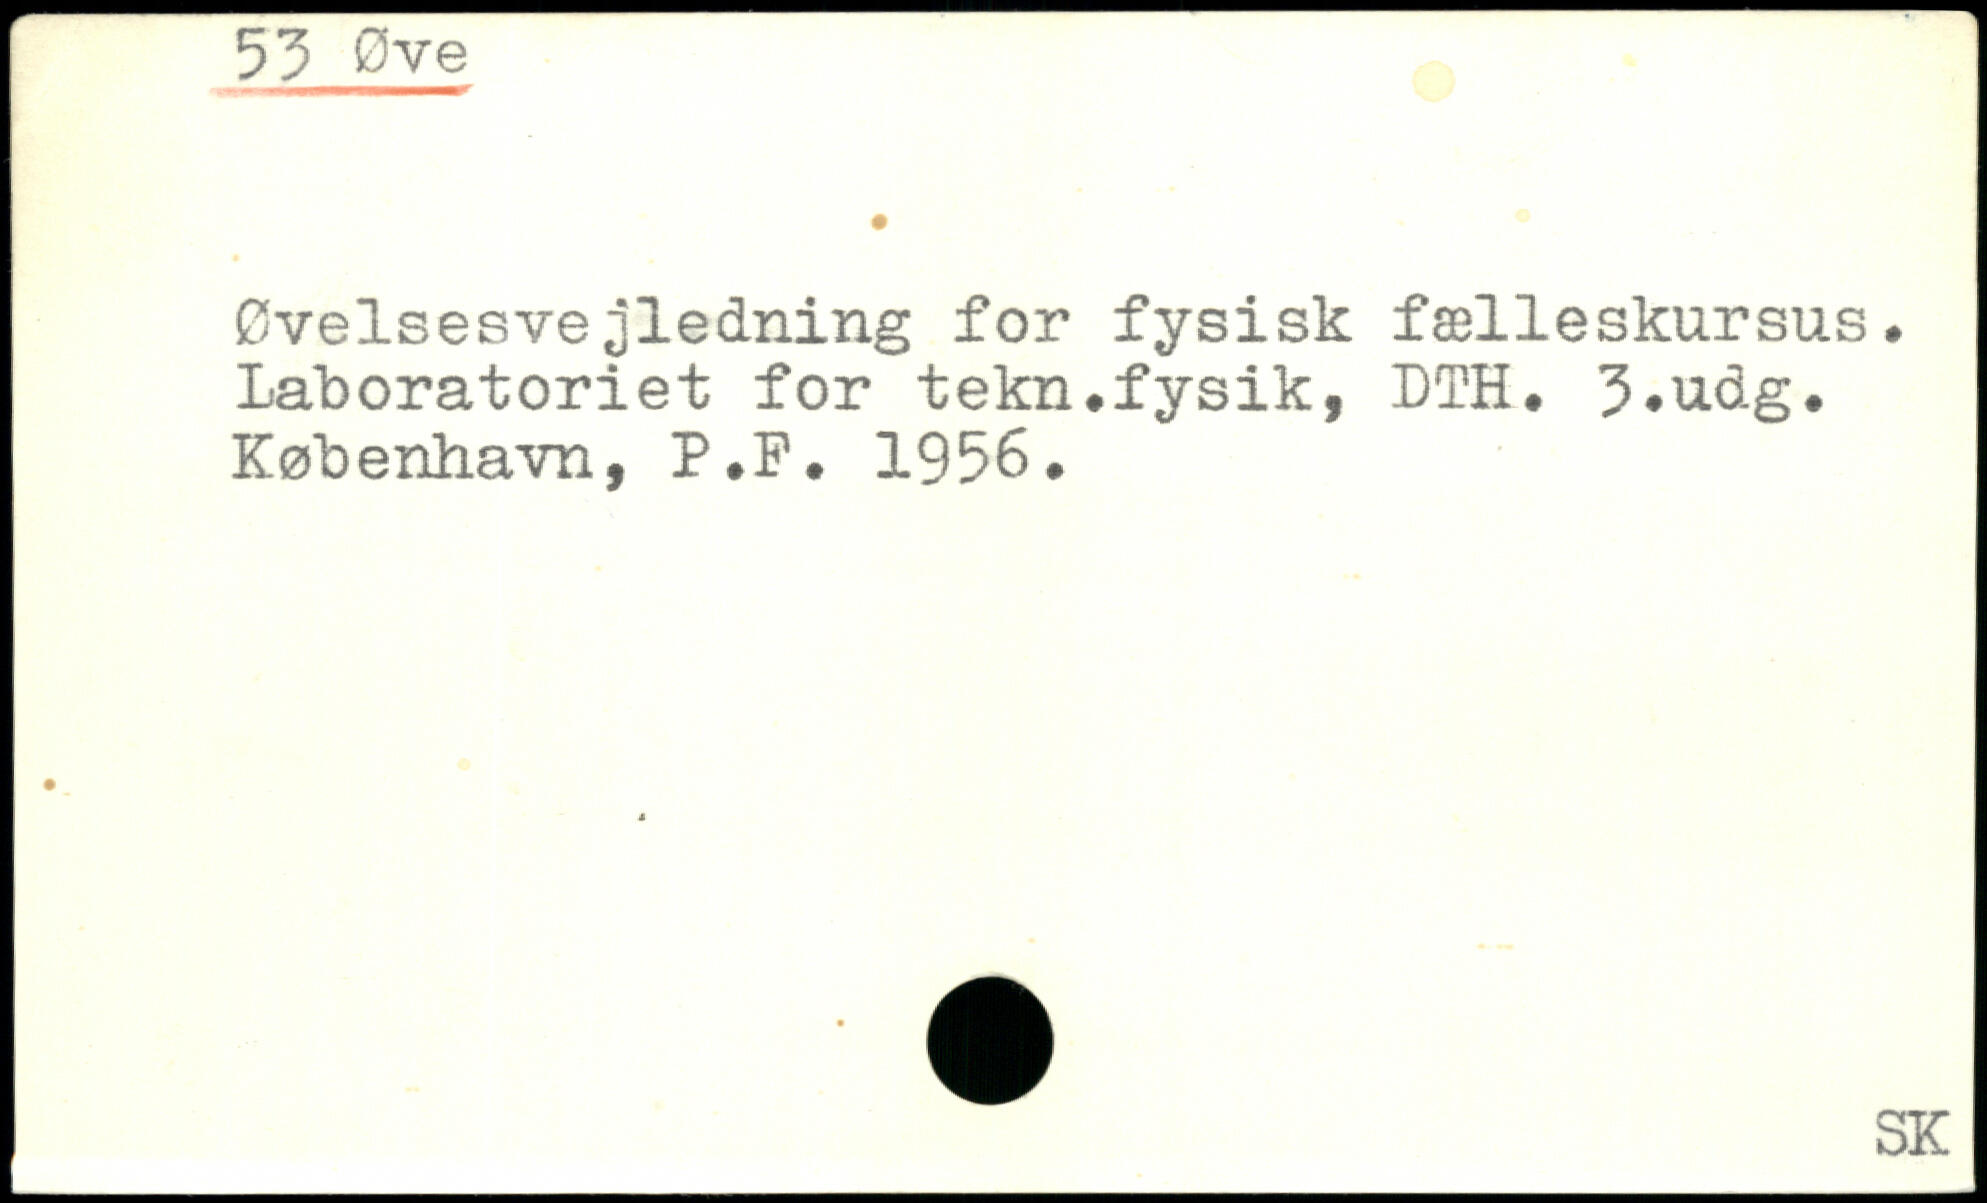 53 Øve
Øvelsesvejledning for fysisk fælleskursus.
Laboratoriet for tekn.fysik, DTH. 3.udg.
København, P.F. 1956.
SK